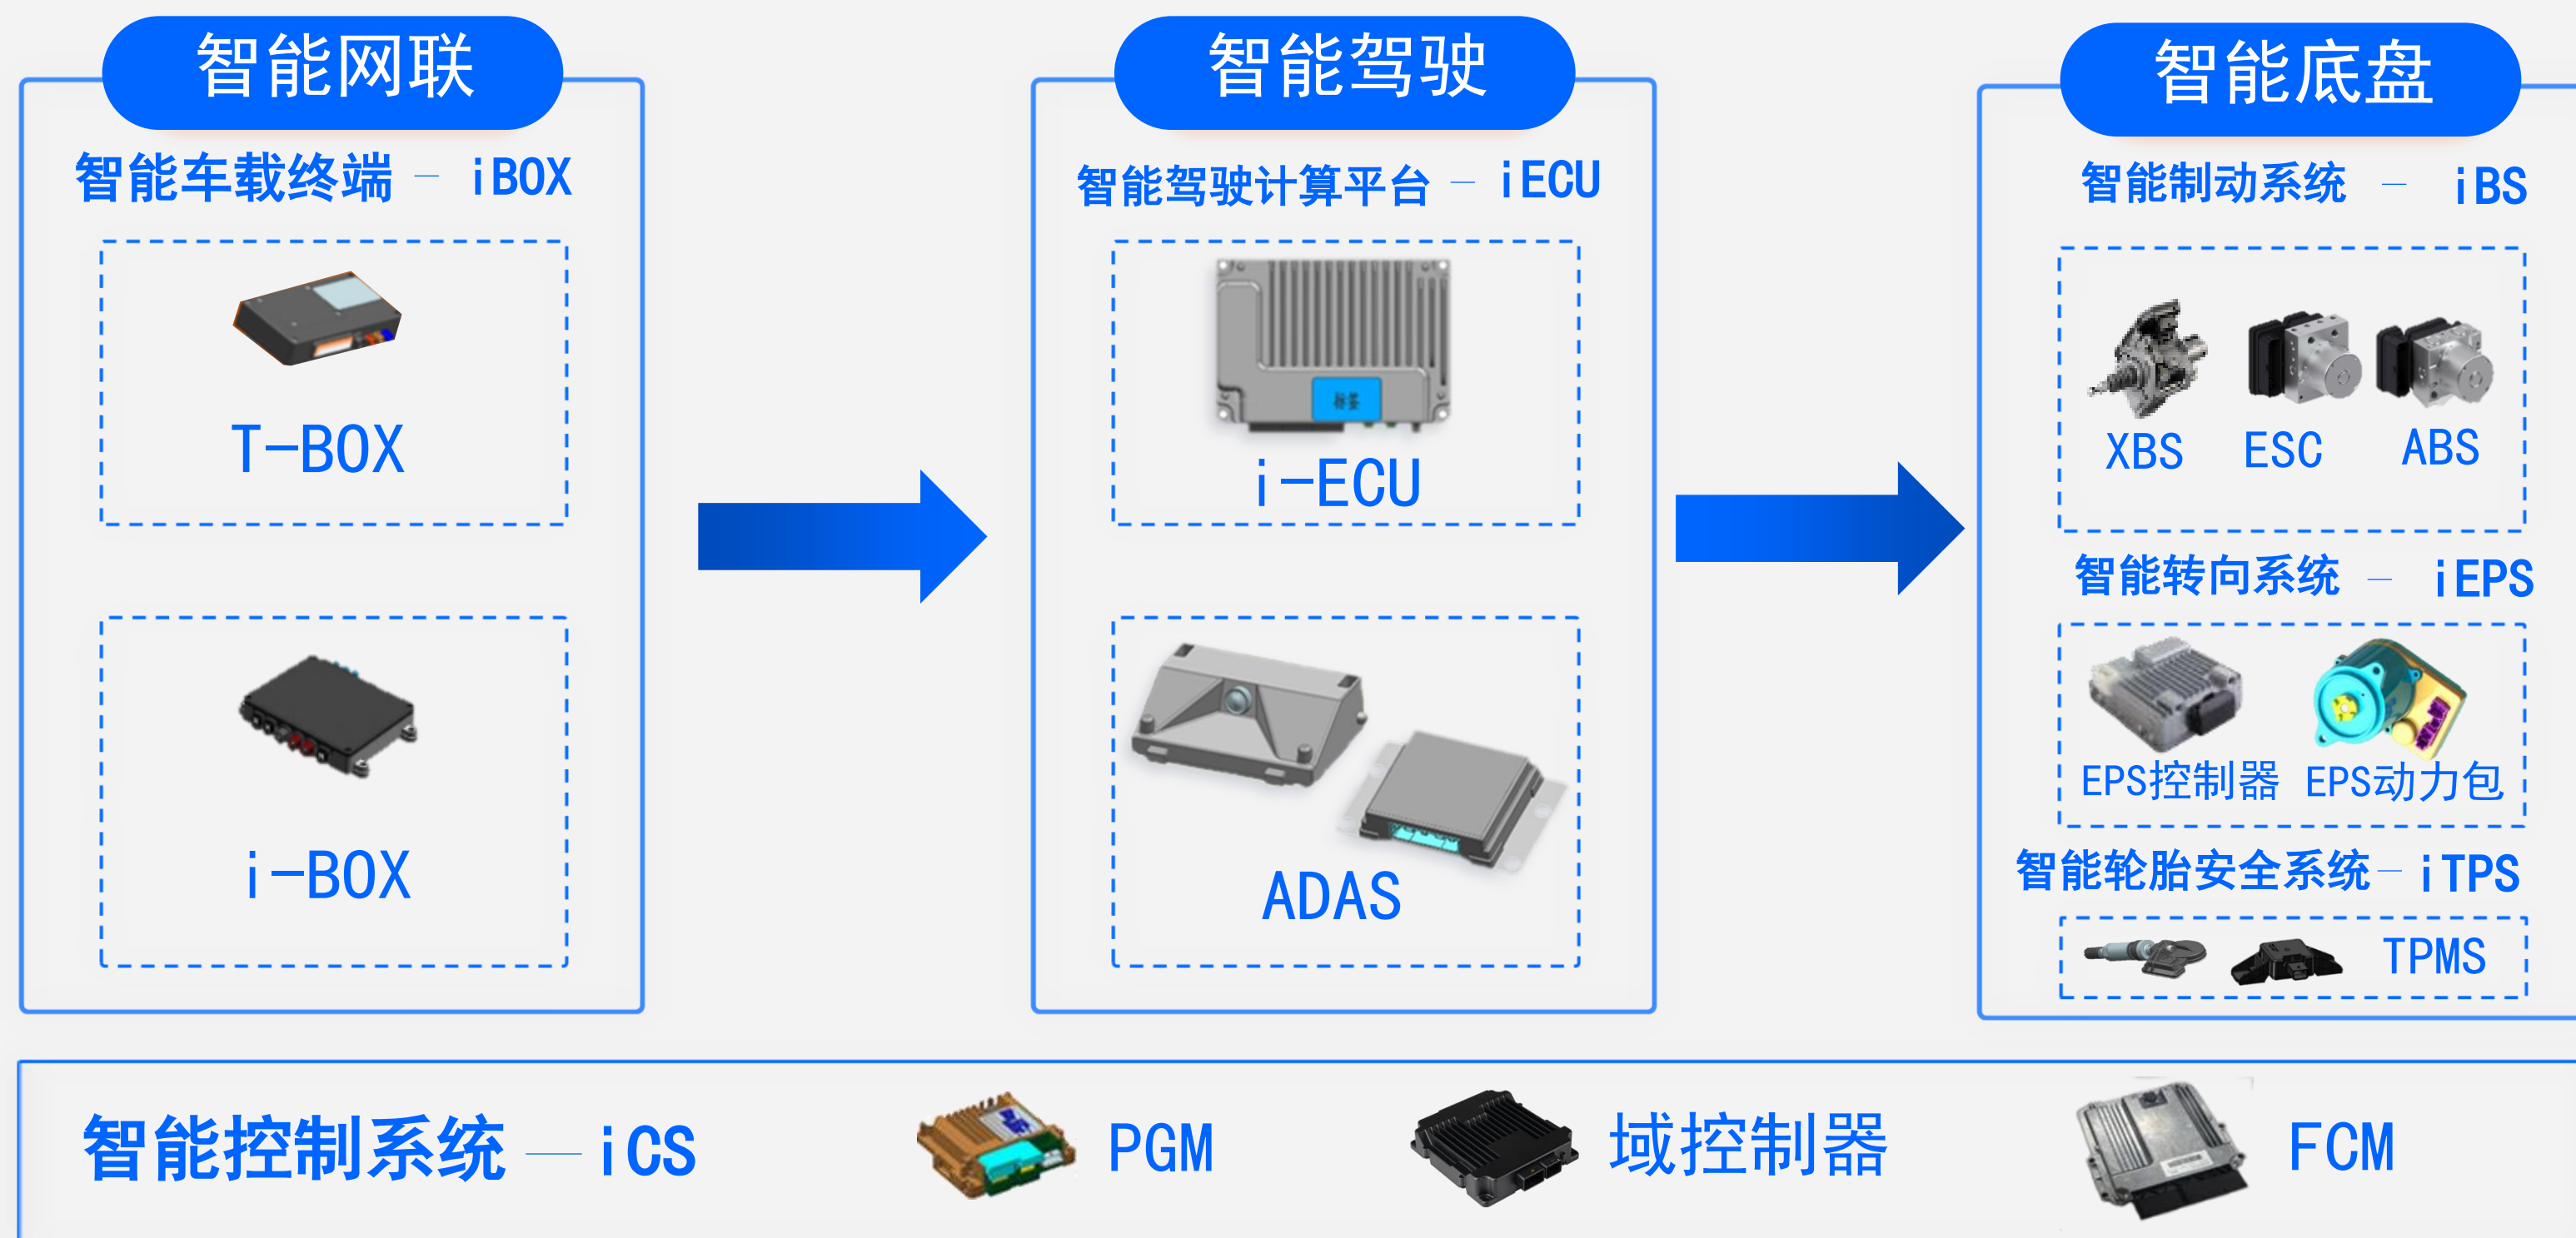 智能网联
智能车载终端 — iBOX
T-BOX
i-BOX
智能驾驶
智能驾驶计算平台 — iECU
标签
i-ECU
ADAS
智能底盘
智能制动系统 — iBS
XBS ESC ABS
智能转向系统 — iEPS
EPS控制器 EPS动力包
智能轮胎安全系统— iTPS
TPMS
智能控制系统 — iCS PGM 域控制器 FCM